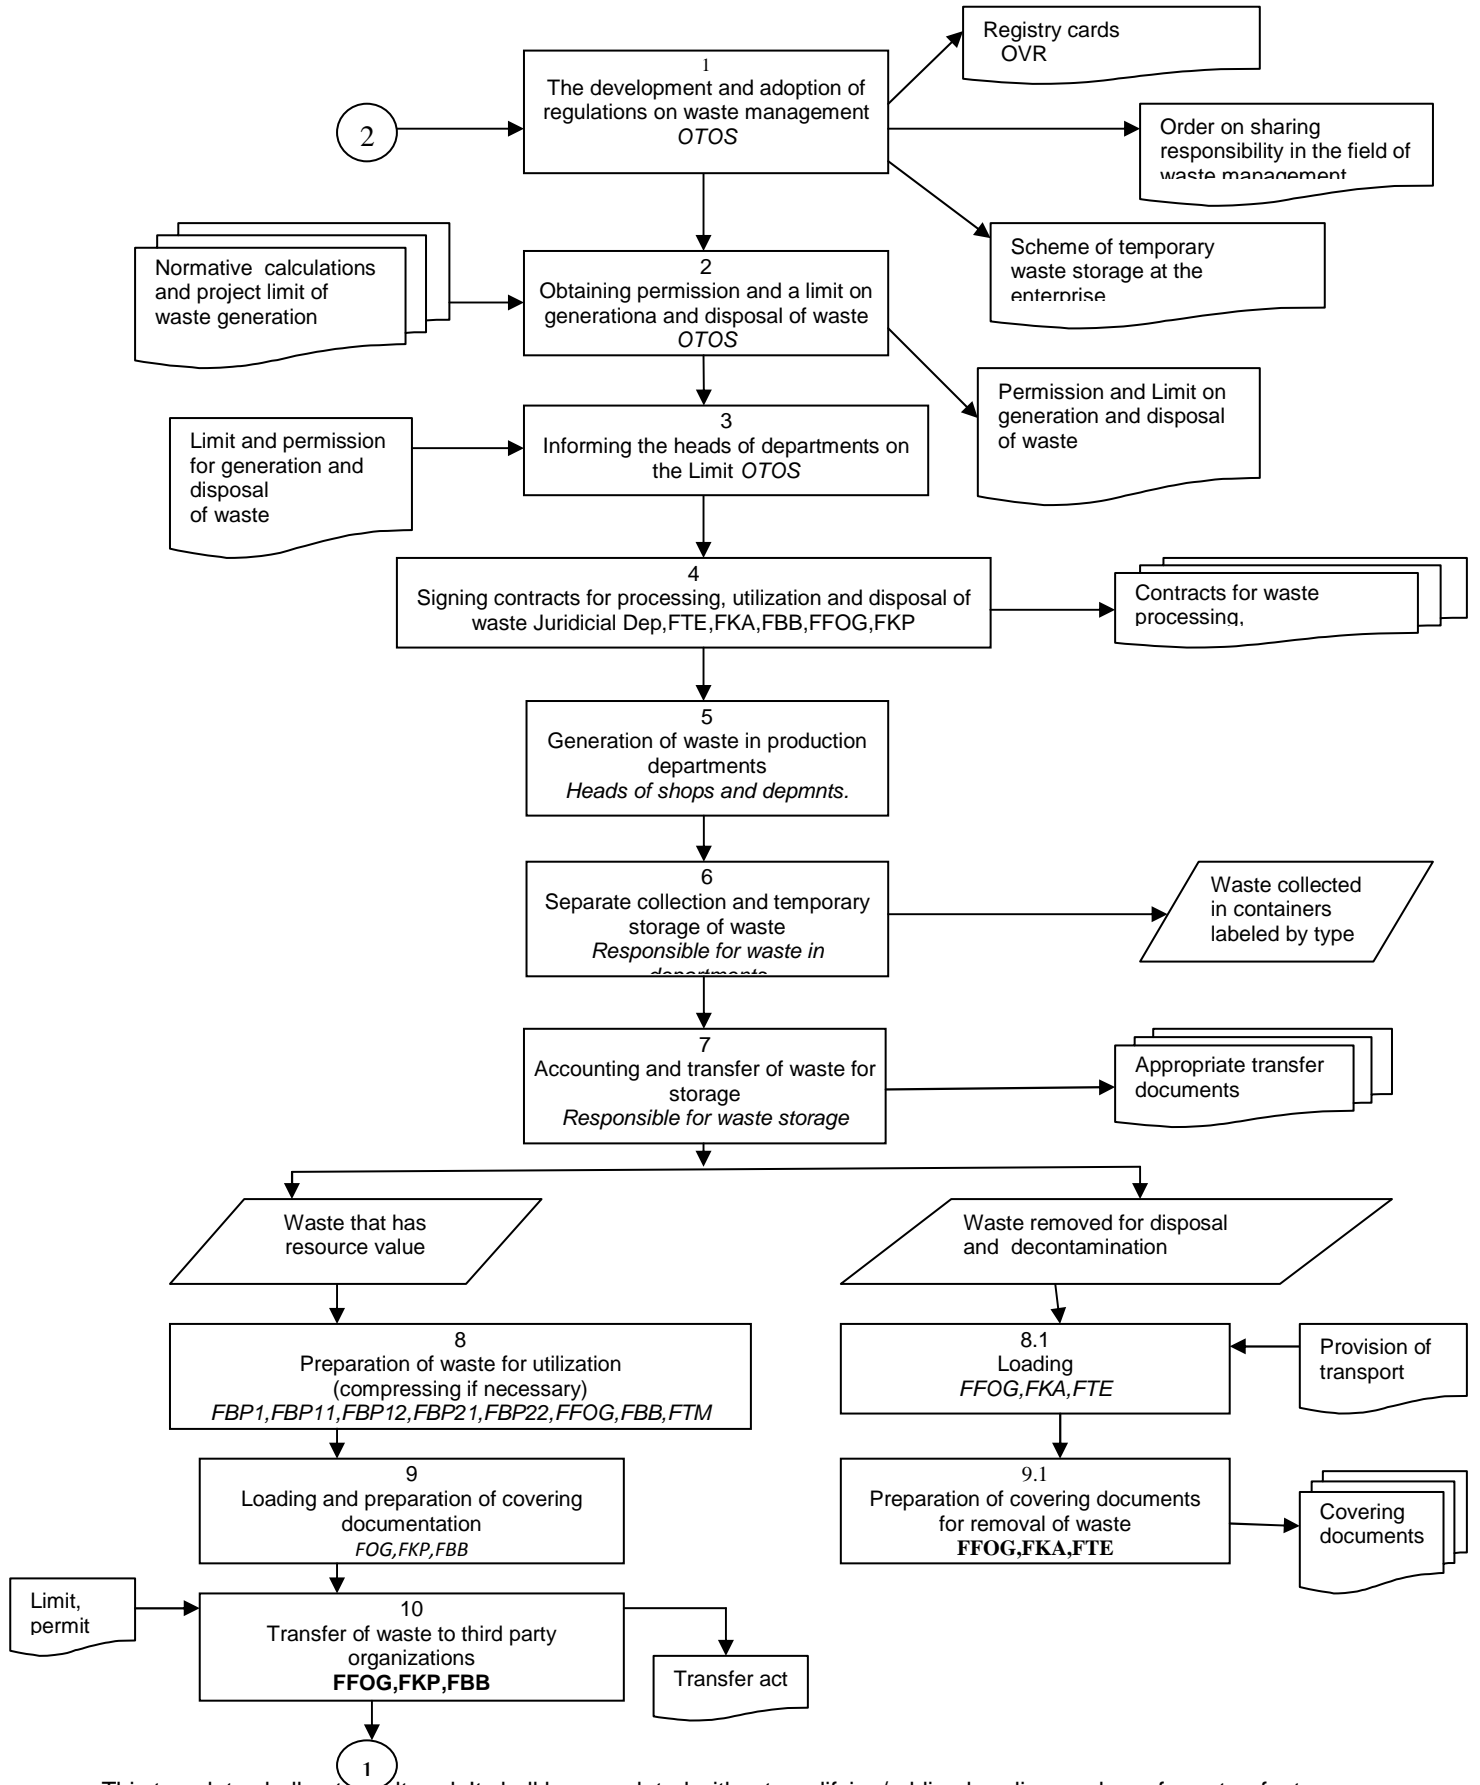 Registry cards
OVR
1
The development and adoption of
regulations on waste management
OTOS
2
Order on sharing
responsibility in the field of
waste management
Scheme of temporary
waste storage at the
enterprise
Normative calculations
and project limit of
waste generation
2
Obtaining permission and a limit on
generationa and disposal of waste
OTOS
Permission and Limit on
generation and disposal
of waste
3
Informing the heads of departments on
the Limit OTOS
Limit and permission
for generation and
disposal
of waste
4
Signing contracts for processing, utilization and disposal of
waste Juridicial Dep,FTE,FKA,FBB,FFOG,FKP
Contracts for waste
processing,
5
Generation of waste in production
departments
Heads of shops and depmnts.
6
Separate collection and temporary
storage of waste
Responsible for waste in
departments
Waste collected
in containers
labeled by type
7
Accounting and transfer of waste for
storage
Responsible for waste storage
Appropriate transfer
documents
Waste that has
resource value
Waste removed for disposal
and decontamination
8
Preparation of waste for utilization
(compressing if necessary)
FBP1,FBP11,FBP12,FBP21,FBP22,FFOG,FBB,FTM
8.1
Loading
FFOG,FKA,FTE
Provision of
transport
9
Loading and preparation of covering
documentation
FOG,FKP,FBB
9.1
Preparation of covering documents
for removal of waste
FFOG,FKA,FTE
Covering
documents
Limit,
permit
10
Transfer of waste to third party
organizations
FFOG,FKP,FBB
Transfer act
1